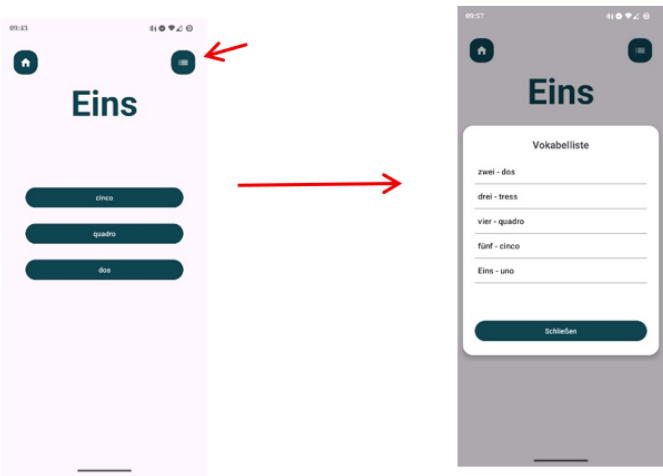 09:43
Eins
cinco
quadro
dos
09:57
Eins
Vokabelliste
zwei - dos
drei - tress
vier - quadro
fünf - cinco
Eins - uno
Schließen